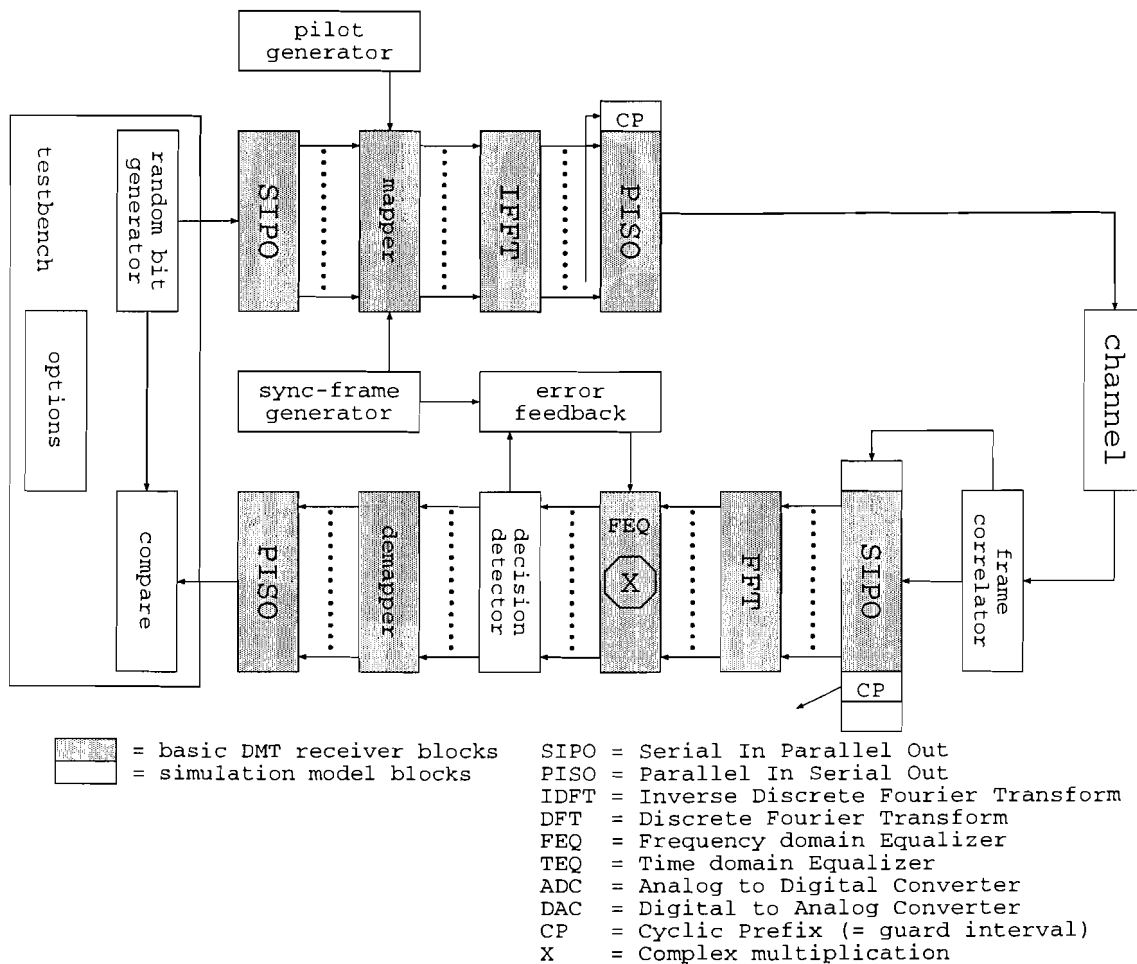 pilot
generator
CP
testbench
random bit
generator
SIPO
mapper
IFFT
PISO
options
sync-frame
generator
error
feedback
channel
compare
PISO
demapper
decision
detector
FEQ
X
FFT
SIPO
frame
correlator
CP
= basic DMT receiver blocks
= simulation model blocks
SIPO = Serial In Parallel Out
PISO = Parallel In Serial Out
IDFT = Inverse Discrete Fourier Transform
DFT = Discrete Fourier Transform
FEQ = Frequency domain Equalizer
TEQ = Time domain Equalizer
ADC = Analog to Digital Converter
DAC = Digital to Analog Converter
CP = Cyclic Prefix (= guard interval)
X = Complex multiplication